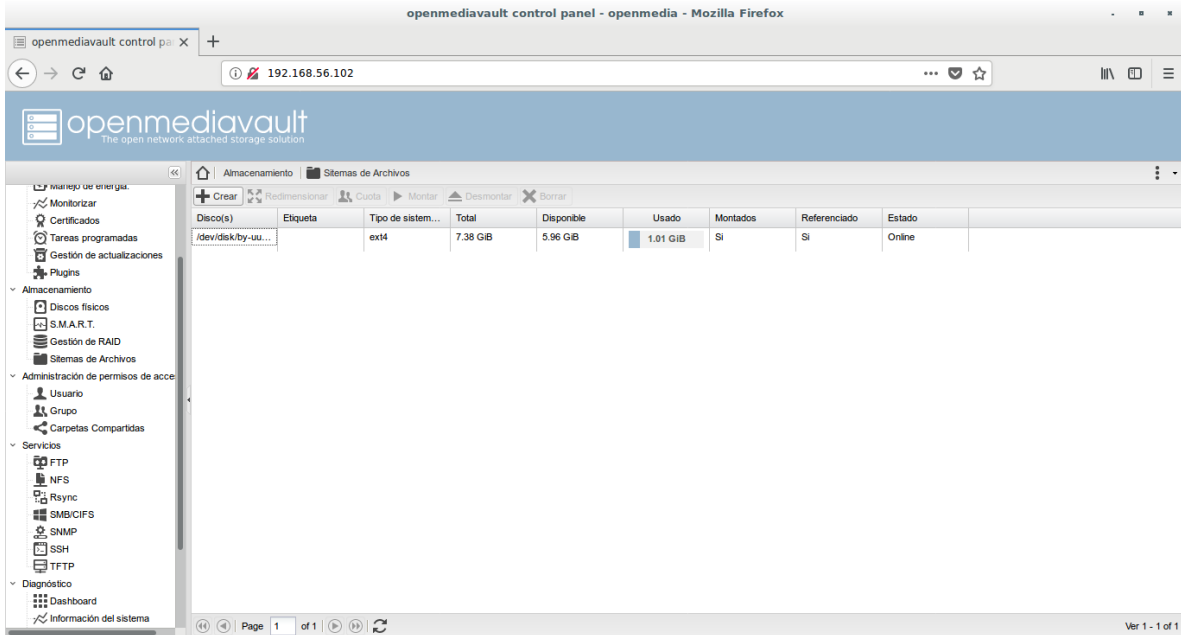 openmediavault control panel - openmedia - Mozilla Firefox
openmediavault control pa
192.168.56.102
openmediavault
The open network attached storage solution
Almacenamiento Sitemas de Archivos
Manejo de energía.
Monitorizar
Certificados
Tareas programadas
Gestión de actualizaciones
Plugins
Almacenamiento
Discos físicos
S.M.A.R.T.
Gestión de RAID
Sitemas de Archivos
Administración de permisos de acce
Usuario
Grupo
Carpetas Compartidas
Servicios
FTP
NFS
Rsync
SMB/CIFS
SNMP
SSH
TFTP
Diagnóstico
Dashboard
Información del sistema
Crear Redimensionar Cuota Montar Desmontar Borrar
Disco(s) Etiqueta Tipo de sistem... Total Disponible Usado Montados Referenciado Estado
/dev/disk/by-uu... ext4 7.38 GiB 5.96 GiB 1.01 GiB Si Si Online
Page 1 of 1 Ver 1 - 1 of 1